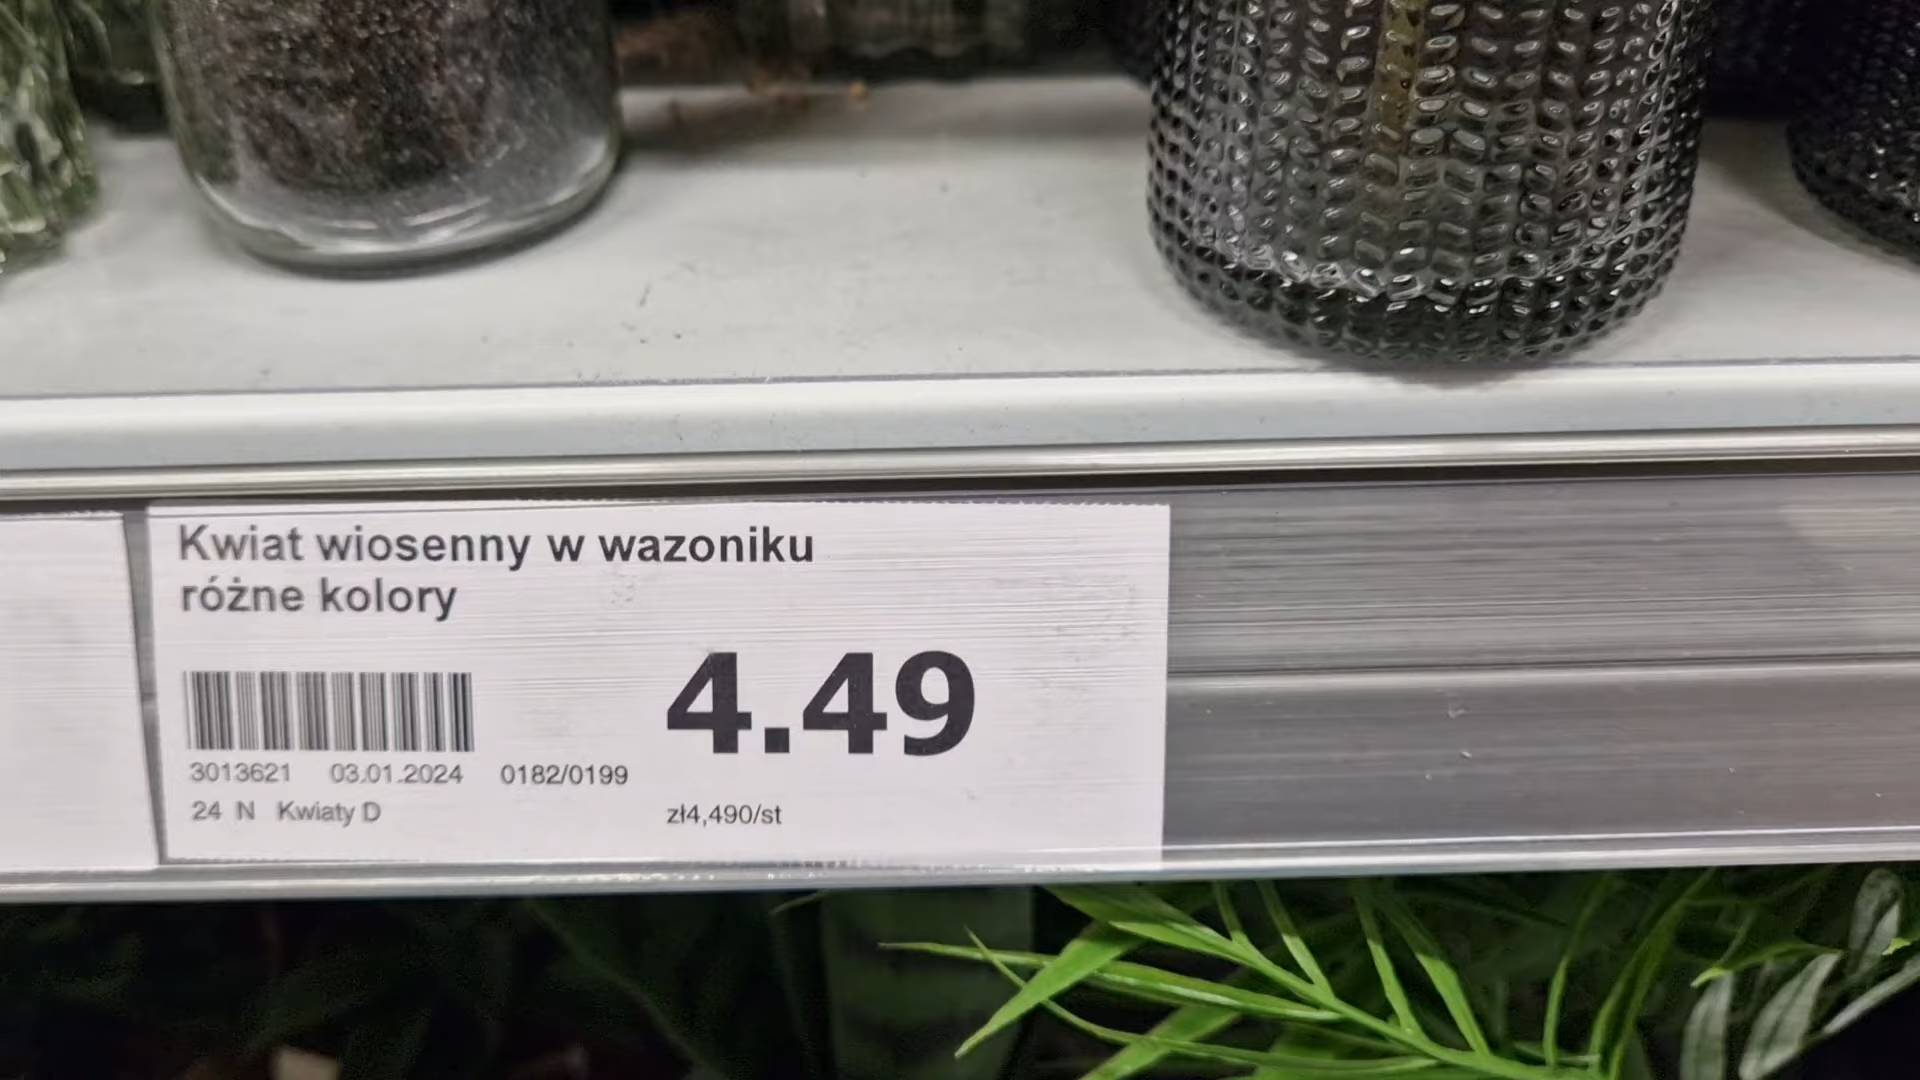 Kwiat wiosenny w wazoniku
różne kolory
4.49
3013621 03.01.2024 0182/0199
24 N Kwiaty D zł4,490/st